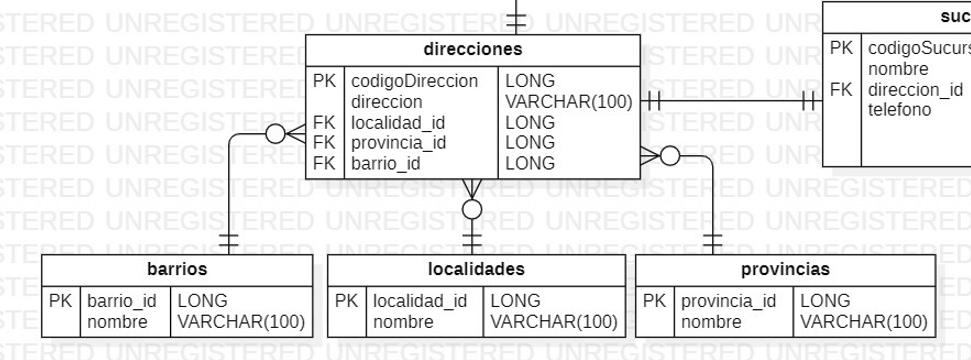 direcciones
PK codigoDireccion LONG
direccion VARCHAR(100)
FK localidad_id LONG
FK provincia_id LONG
FK barrio_id LONG
PK
nombre
FK direccion_id
telefono
barrios
PK barrio_id LONG
nombre VARCHAR(100)
localidades
PK localidad_id LONG
nombre VARCHAR(100)
provincias
PK provincia_id LONG
nombre VARCHAR(100)
UNREGISTERED